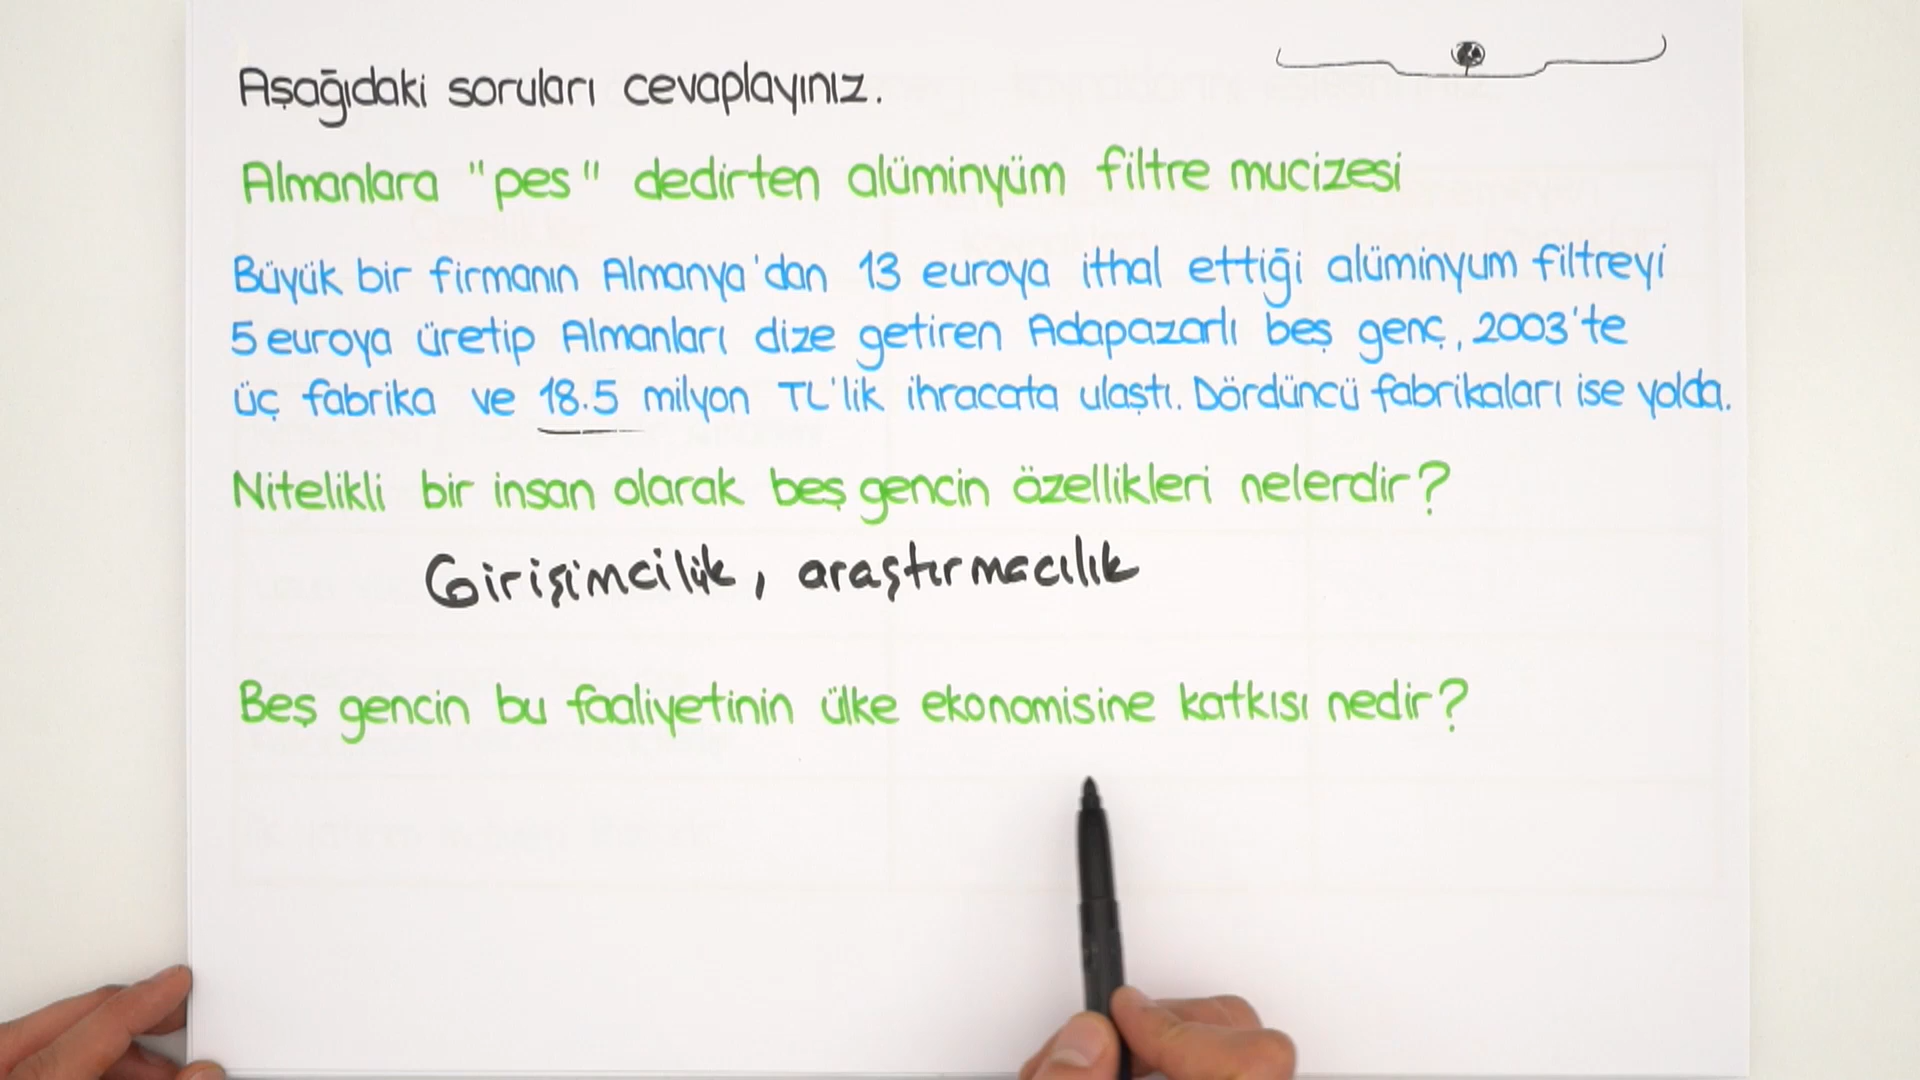 Aşağıdaki soruları cevaplayınız.
Almanlara "pes" dedirten alüminyüm filtre mucizesi
Büyük bir firmanın Almanya'dan 13 euroya ithal ettiği alüminyum filtreyi
5 euroya üretip Almanları dize getiren Adapazarlı beş genç, 2003'te
üç fabrika ve 18.5 milyon TL'lik ihracata ulaştı. Dördüncü fabrikaları ise yolda.
Nitelikli bir insan olarak beş gencin özellikleri nelerdir?
Girişimcilik, araştırmacılık
Beş gencin bu faaliyetinin ülke ekonomisine katkısı nedir?